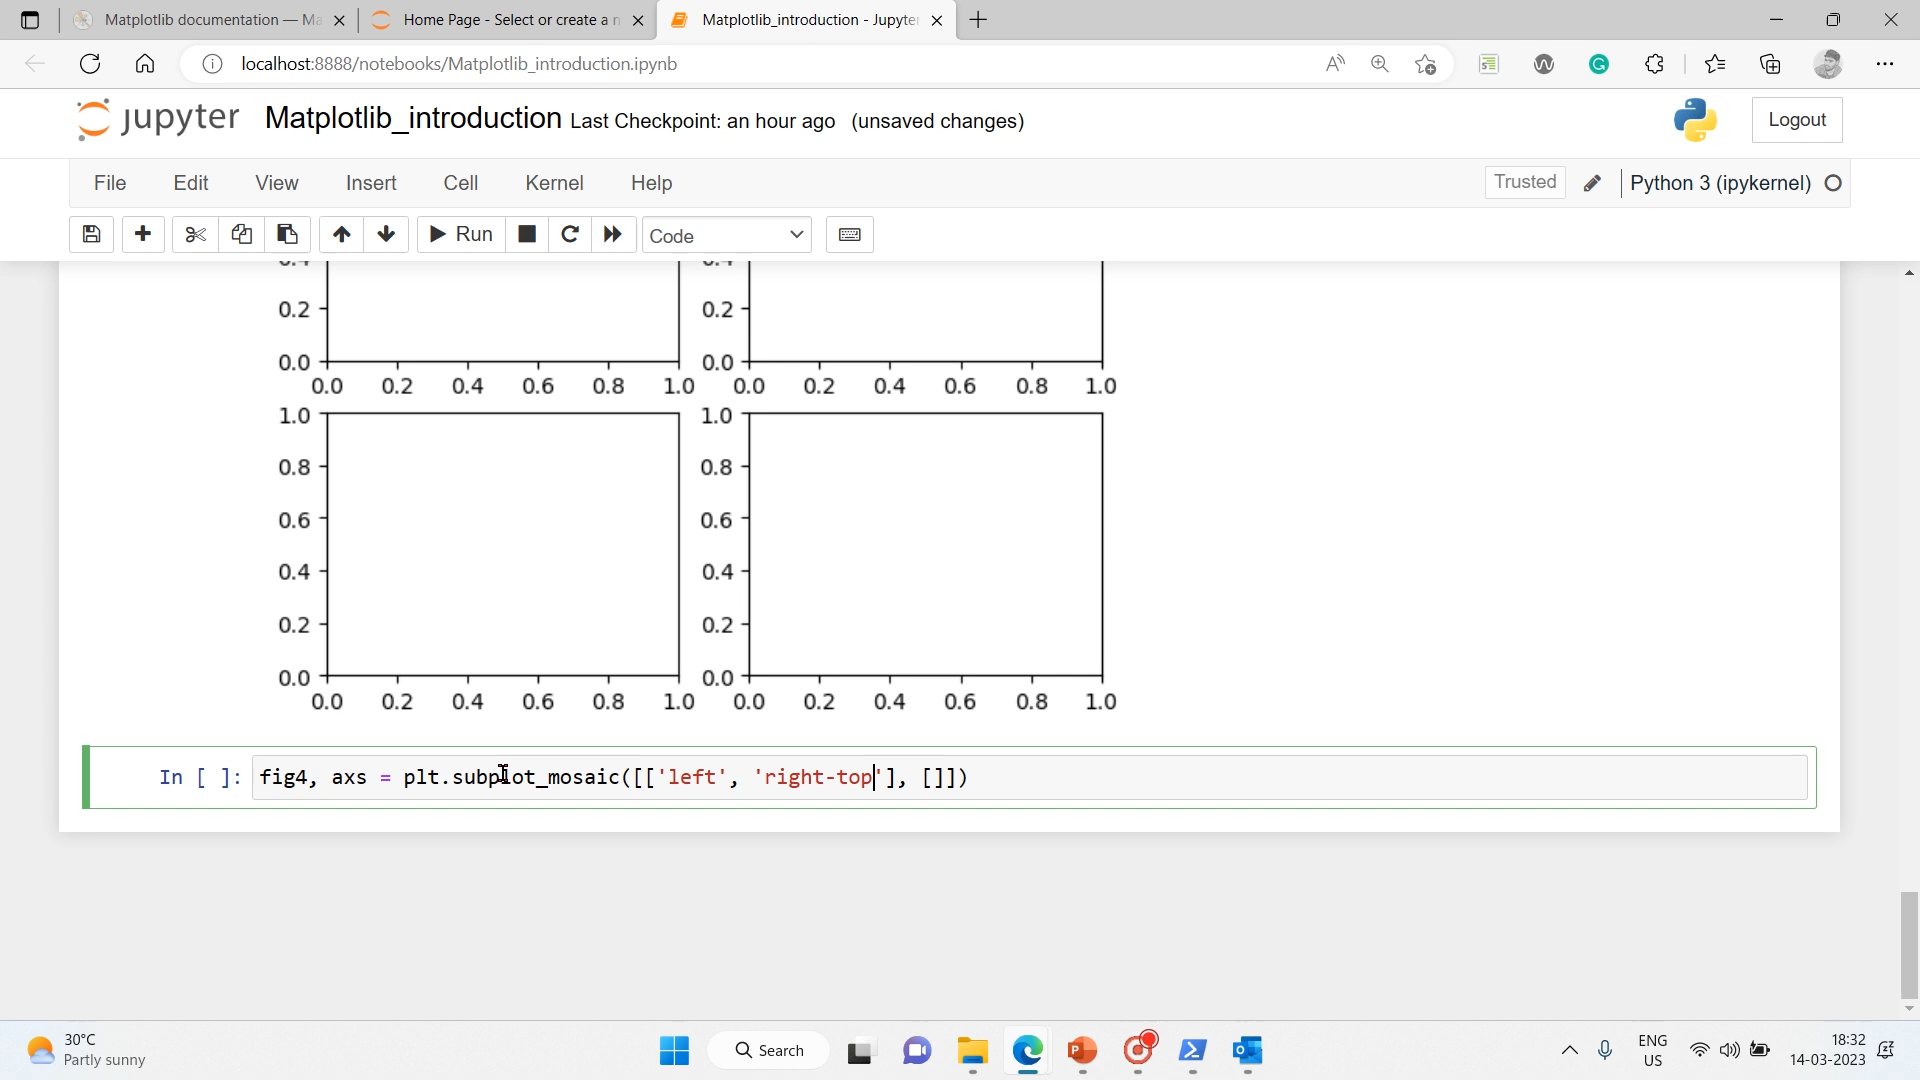 Matplotlib documentation — Ma
Home Page - Select or create a n
Matplotlib_introduction - Jupyter
localhost:8888/notebooks/Matplotlib_introduction.ipynb
jupyter Matplotlib_introduction Last Checkpoint: an hour ago (unsaved changes)
Logout
File Edit View Insert Cell Kernel Help
Trusted
Python 3 (ipykernel)
Run
Code
0.4 0.4
0.2 0.2
0.0 0.0
0.0 0.2 0.4 0.6 0.8 1.0 0.0 0.2 0.4 0.6 0.8 1.0
1.0 1.0
0.8 0.8
0.6 0.6
0.4 0.4
0.2 0.2
0.0 0.0
0.0 0.2 0.4 0.6 0.8 1.0 0.0 0.2 0.4 0.6 0.8 1.0
In [ ]: fig4, axs = plt.subplot_mosaic([['left', 'right-top'], []])
30°C
Partly sunny
Search
ENG
US
18:32
14-03-2023